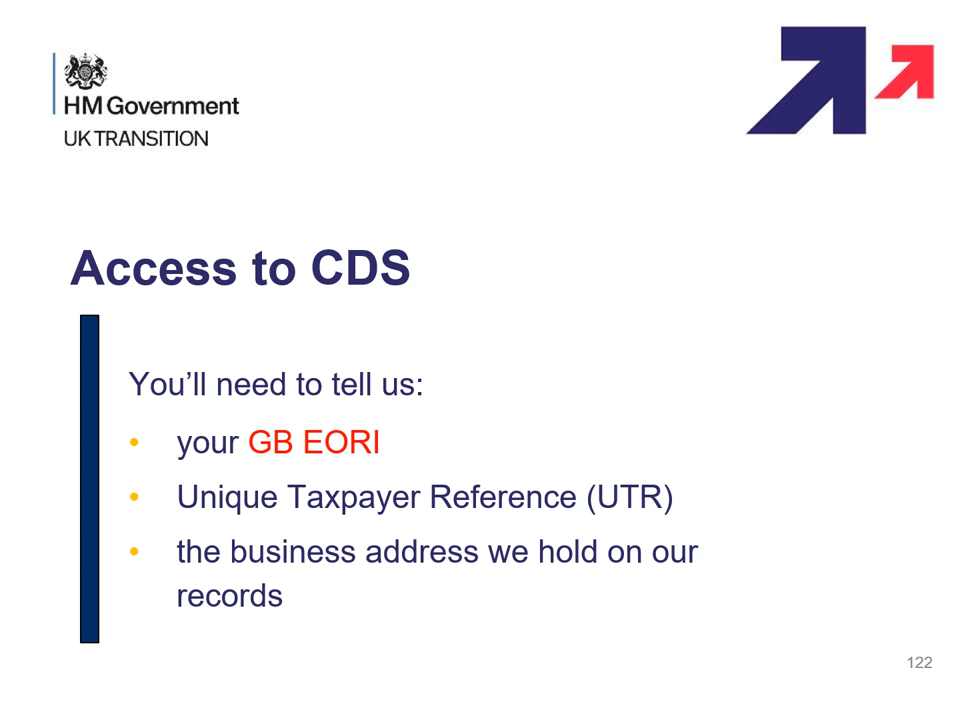 HM Government
UK TRANSITION
Access to CDS
You’ll need to tell us:
• your GB EORI
• Unique Taxpayer Reference (UTR)
• the business address we hold on our
records
122